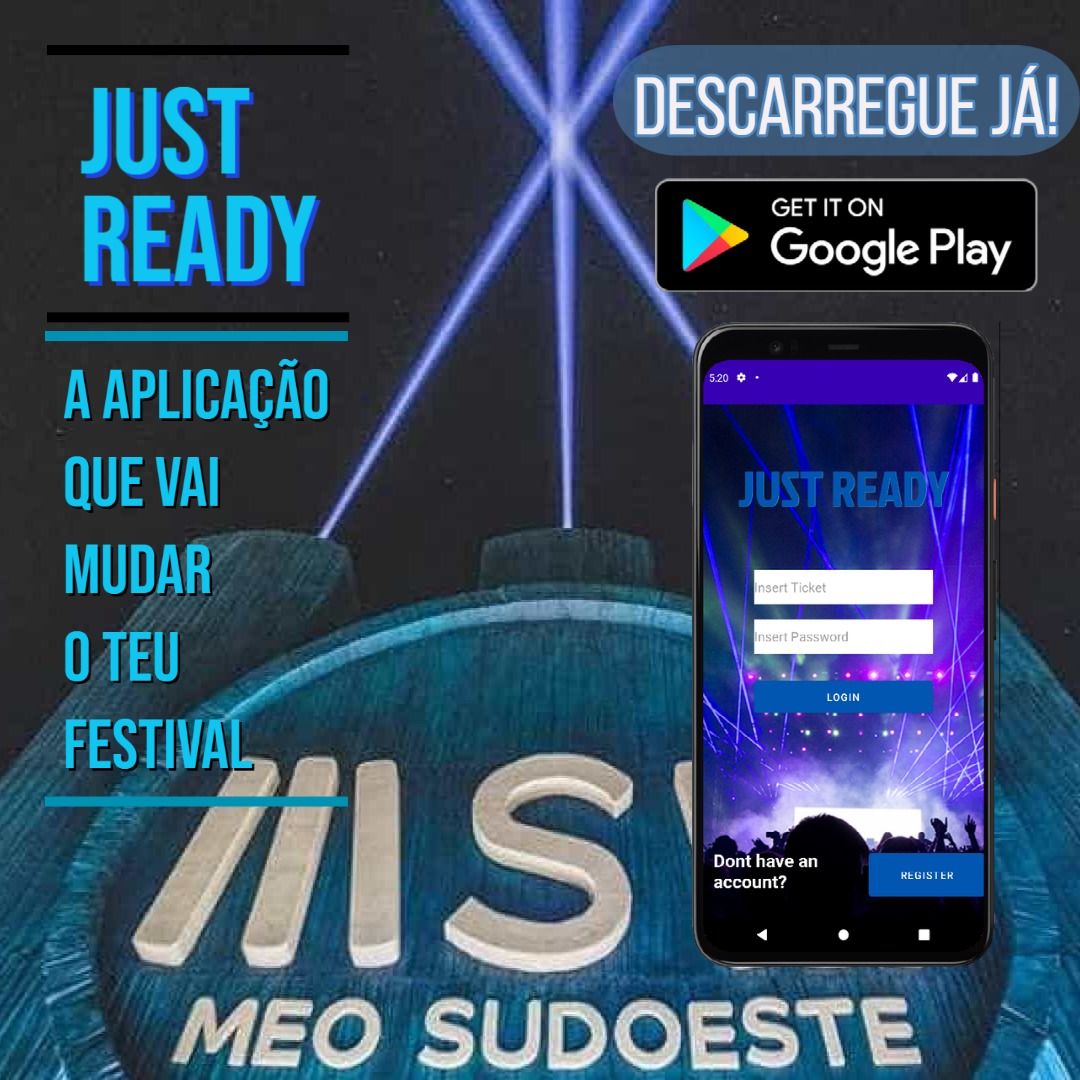 JUST
READY
A APLICAÇÃO
QUE VAI
MUDAR
O TEU
FESTIVAL
DESCARREGUE JÁ!
GET IT ON
Google Play
5.20
JUST READY
Insert Ticket
Insert Password
LOGIN
Dont have an
account?
REGISTER
MS
MEO SUDOESTE